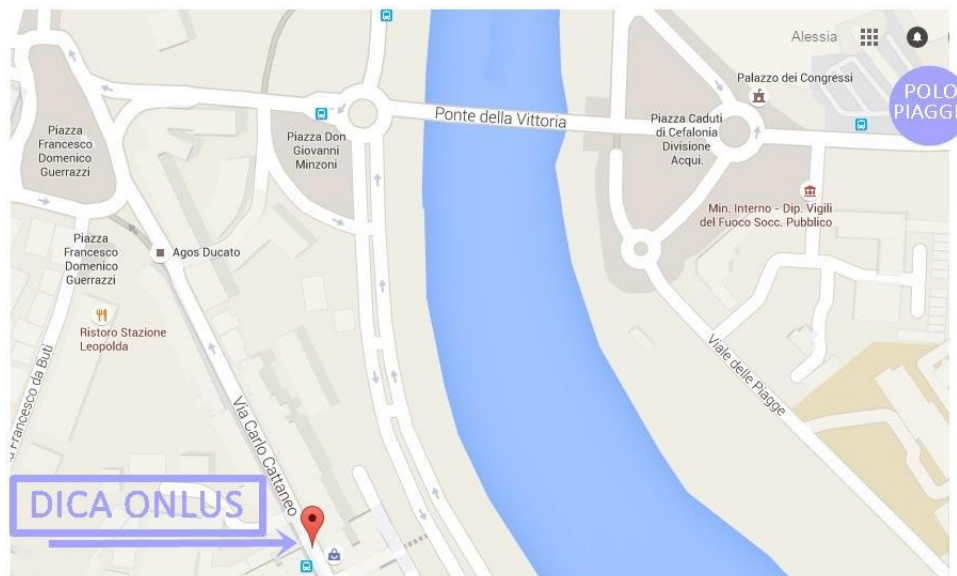 Alessia
Palazzo dei Congressi
POLO
PIAGGE
Ponte della Vittoria
Piazza Caduti
di Cefalonia
Divisione
Acqui.
Piazza
Francesco
Domenico
Guerrazzi
Piazza Don
Giovanni
Minzoni
Min. Interno - Dip. Vigili
del Fuoco Socc. Pubblico
Piazza
Francesco
Domenico
Guerrazzi
Agos Ducato
Ristoro Stazione
Leopolda
Francesco da Buti
Via Carlo Cattaneo
Viale delle Piagge
DICA ONLUS